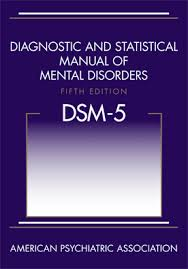 DIAGNOSTIC AND STATISTICAL
MANUAL OF
MENTAL DISORDERS
FIFTH EDITION
DSM-5
AMERICAN PSYCHIATRIC ASSOCIATION